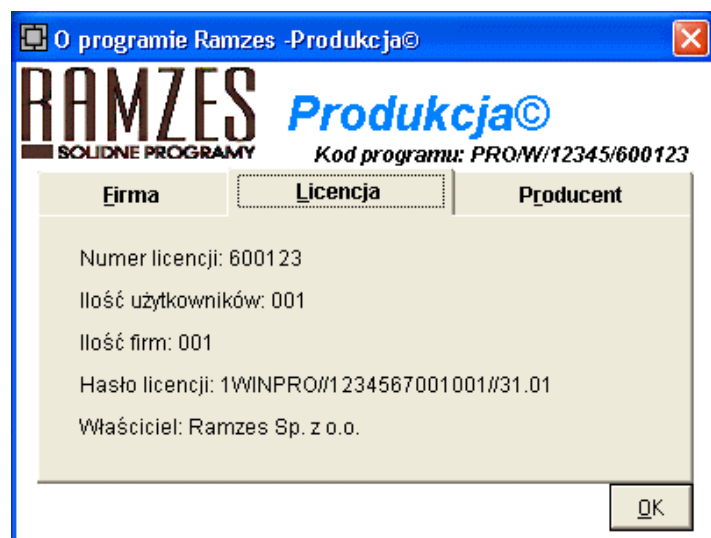 O programie Ramzes -Produkcja©
RAMZES
SOLIDNE PROGRAMY
Produkcja©
Kod programu: PRO/W/12345/600123
Firma Licencja Producent
Numer licencji: 600123
Ilość użytkowników: 001
Ilość firm: 001
Hasło licencji: 1WINPRO//1234567001001//31.01
Właściciel: Ramzes Sp. z o.o.
OK